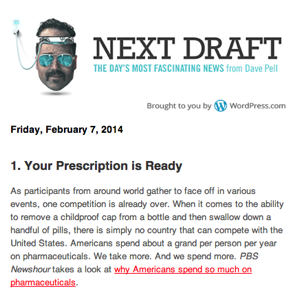 NEXT DRAFT
THE DAY'S MOST FASCINATING NEWS from Dave Pell
Brought to you by WordPress.com
Friday, February 7, 2014
1. Your Prescription is Ready
As participants from around world gather to face off in various
events, one competition is already over. When it comes to the ability
to remove a childproof cap from a bottle and then swallow down a
handful of pills, there is simply no country that can compete with the
United States. Americans spend about a grand per person per year
on pharmaceuticals. We take more. And we spend more. PBS
Newshour takes a look at why Americans spend so much on
pharmaceuticals.